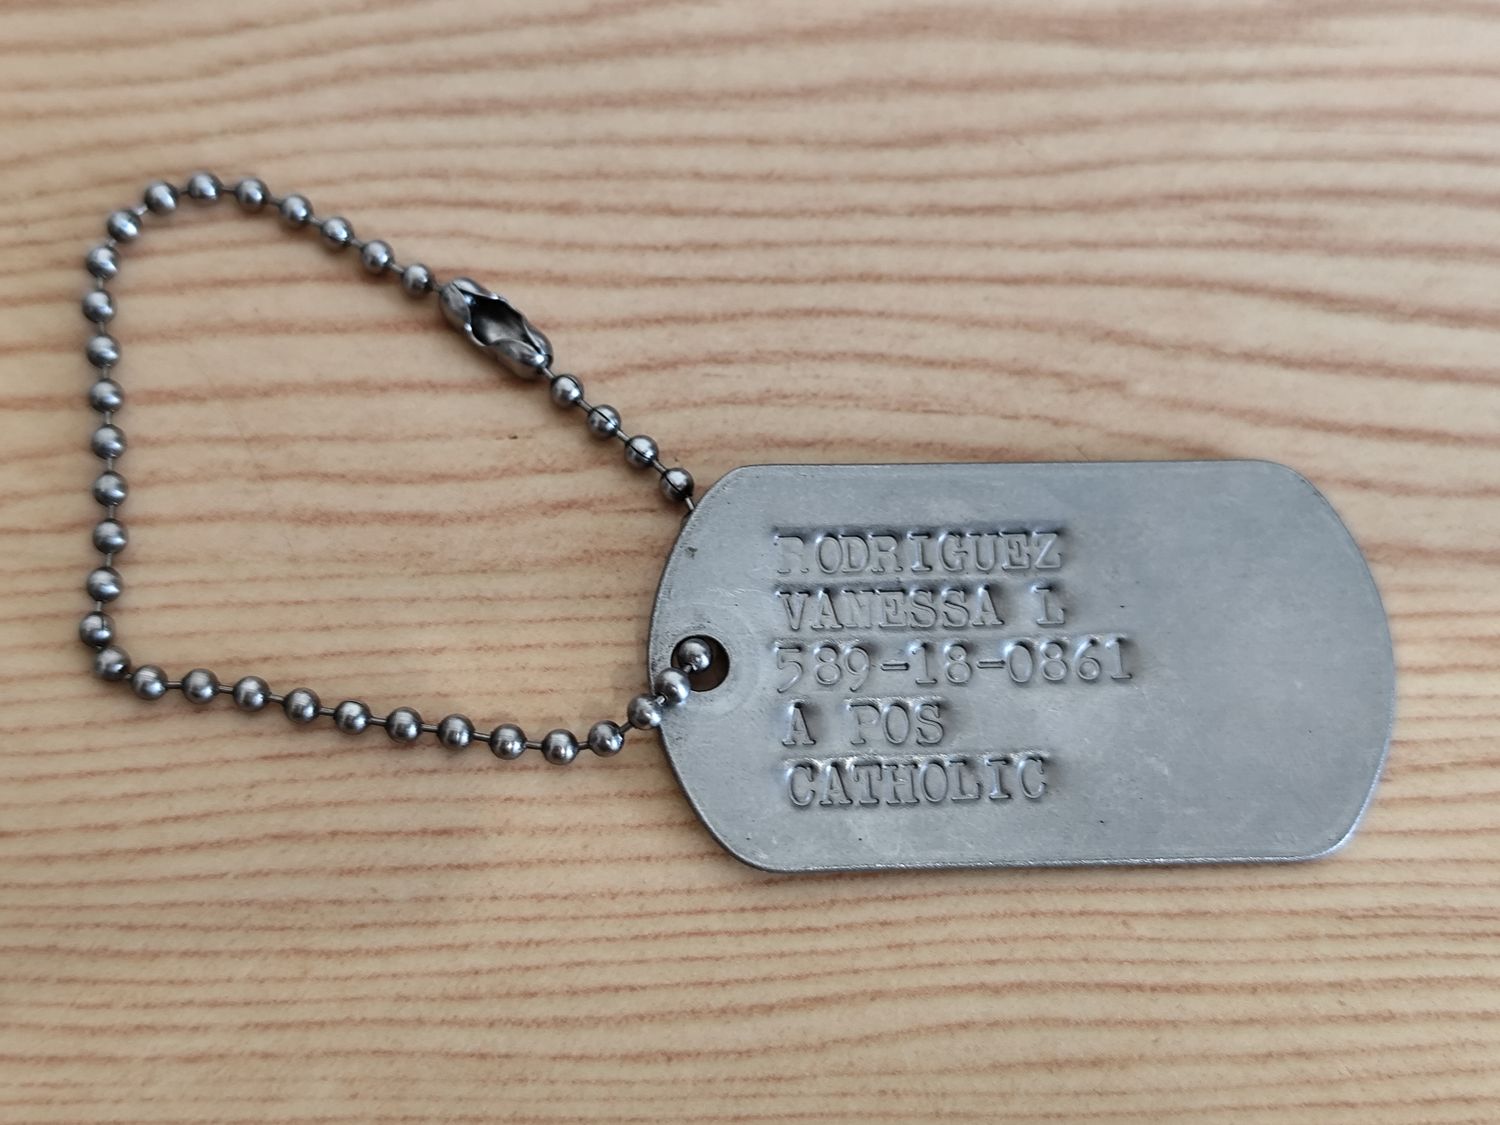 RODRIGUEZ
VANESSA L
589-18-0861
A POS
CATHOLIC